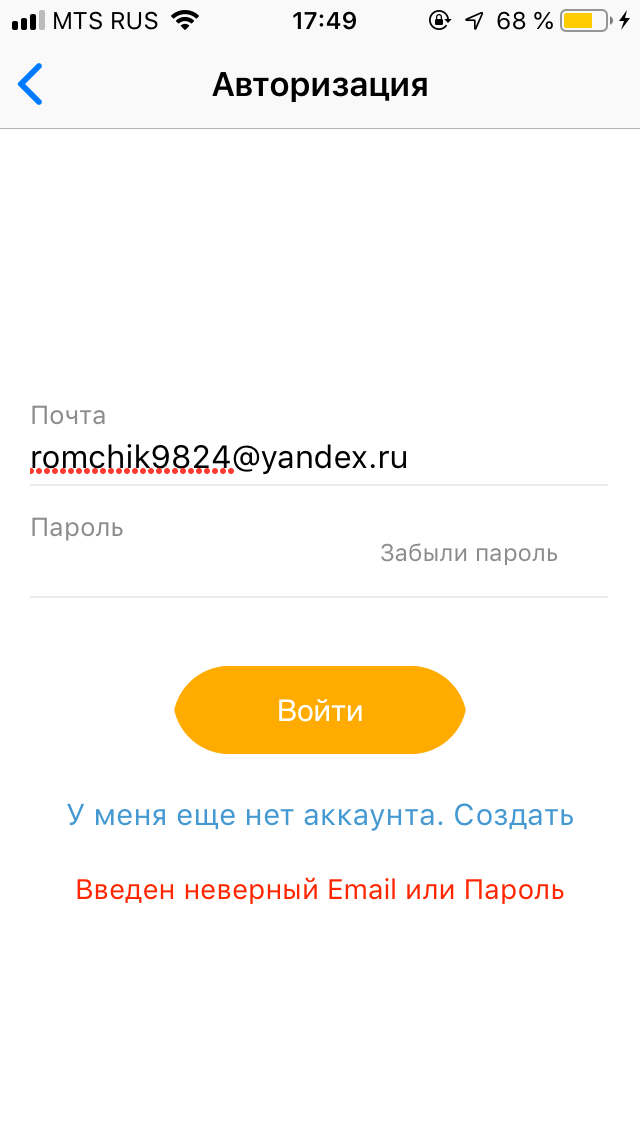 MTS RUS 17:49 68 %
Авторизация
Почта
romchik9824@yandex.ru
Пароль
Забыли пароль
Войти
У меня еще нет аккаунта. Создать
Введен неверный Email или Пароль